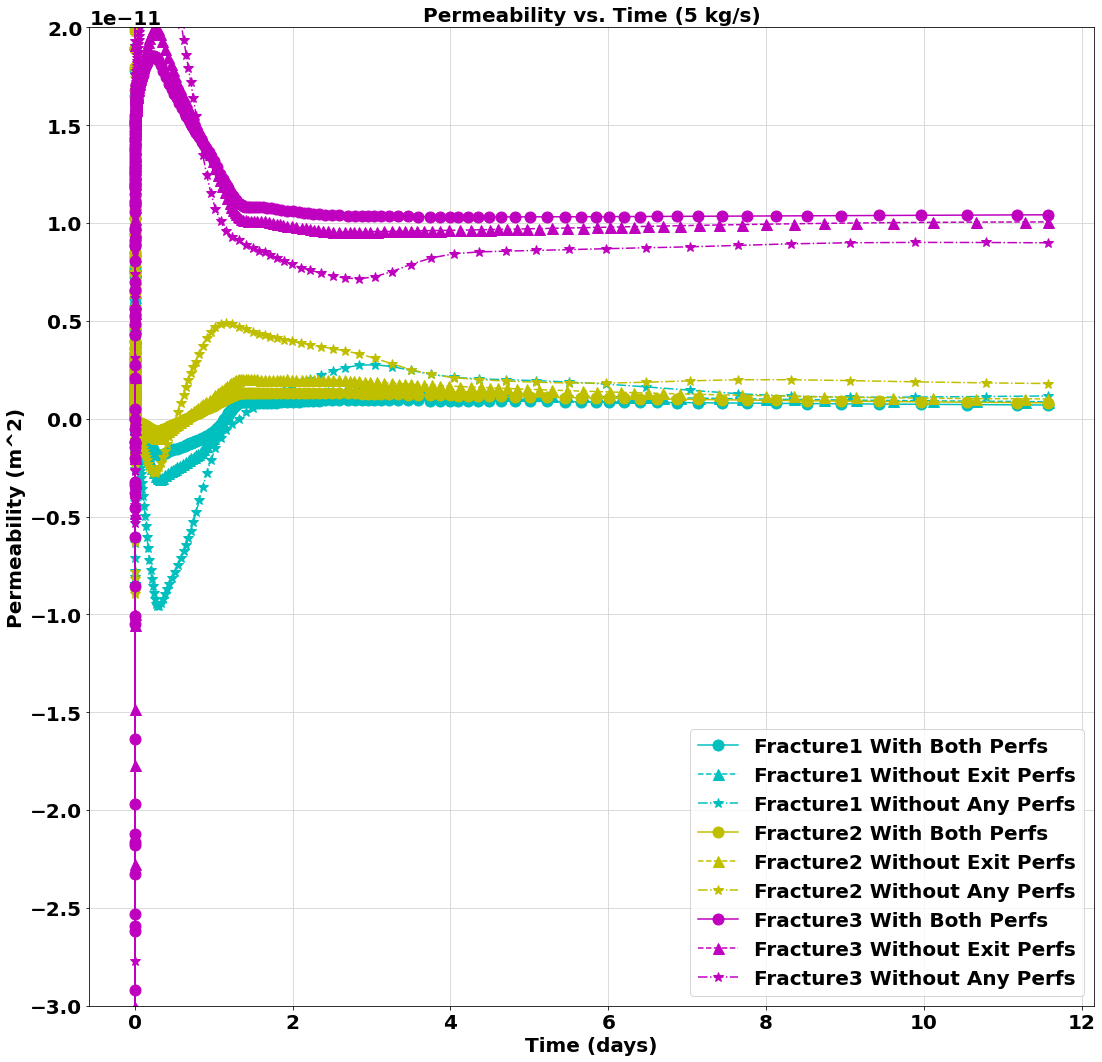 Permeability vs. Time (5 kg/s)
1e−11
2.0
1.5
1.0
0.5
0.0
−0.5
−1.0
−1.5
−2.0
−2.5
−3.0
Permeability (m^2)
Fracture1 With Both Perfs
Fracture1 Without Exit Perfs
Fracture1 Without Any Perfs
Fracture2 With Both Perfs
Fracture2 Without Exit Perfs
Fracture2 Without Any Perfs
Fracture3 With Both Perfs
Fracture3 Without Exit Perfs
Fracture3 Without Any Perfs
0 2 4 6 8 10 12
Time (days)